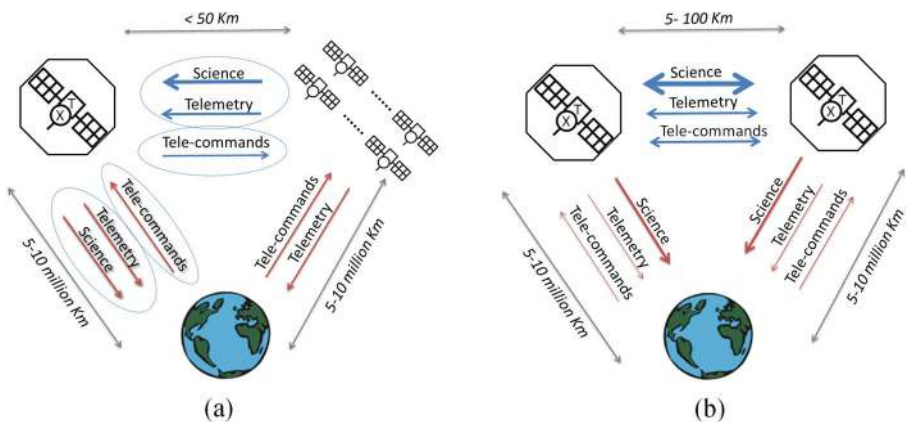 < 50 Km
Science
Telemetry
Tele-commands
X T
Tele-commands
Telemetry
Science
Tele-commands
Telemetry
5-10 million Km
5-10 million Km
(a)
5- 100 Km
Science
Telemetry
Tele-commands
X T
X T
Science
Telemetry
Tele-commands
Science
Telemetry
Tele-commands
5-10 million Km
5-10 million Km
(b)